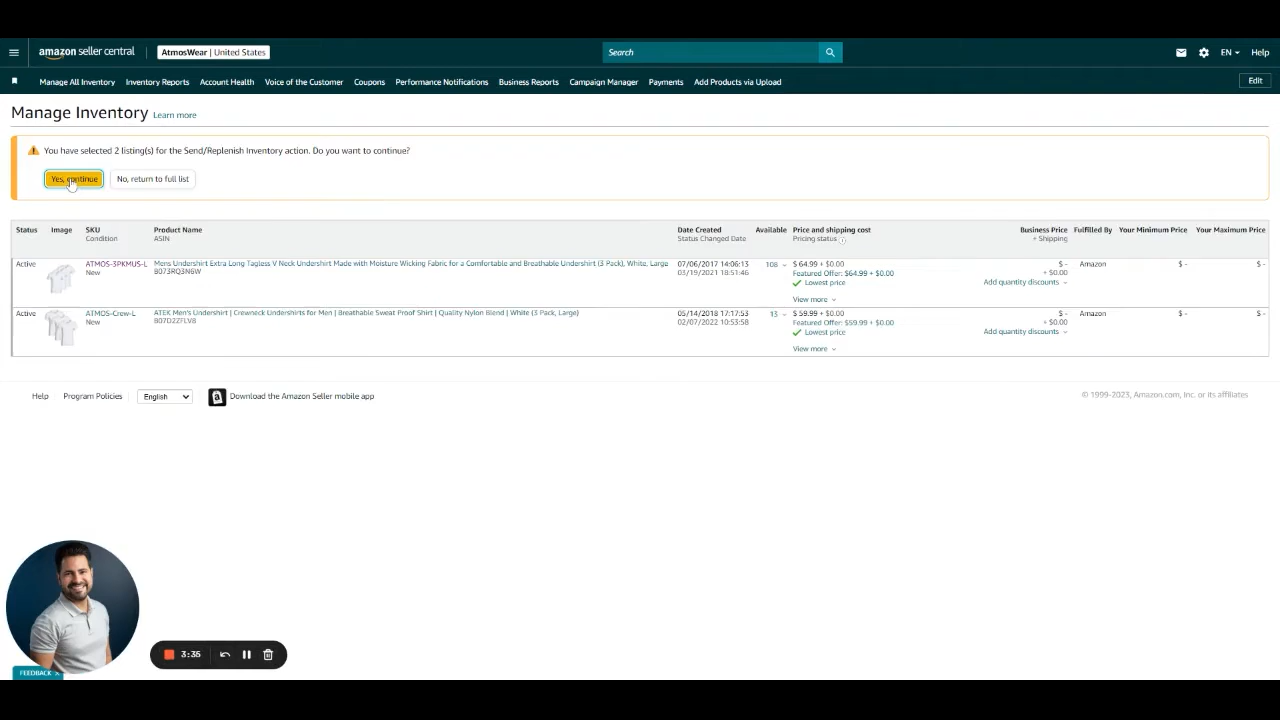 amazon seller central
AtmosWear | United States
Search
EN
Help
Manage All Inventory
Inventory Reports
Account Health
Voice of the Customer
Coupons
Performance Notifications
Business Reports
Campaign Manager
Payments
Add Products via Upload
Edit
Manage Inventory Learn more
You have selected 2 listing(s) for the Send/Replenish Inventory action. Do you want to continue?
Yes, continue
No, return to full list
Status
Image
SKU
Condition
Product Name
ASIN
Date Created
Status Changed Date
Available
Price and shipping cost
Pricing status
Business Price
+ Shipping
Fulfilled By
Your Minimum Price
Your Maximum Price
Active
ATMOS-3PKMUS-L
New
Mens Undershirt Extra Long Tagless V Neck Undershirt Made with Moisture Wicking Fabric for a Comfortable and Breathable Undershirt (3 Pack), White, Large
B073RQ3N6W
07/06/2017 14:06:13
03/19/2021 18:51:46
108
$ 64.99 + $0.00
Featured Offer: $64.99 + $0.00
Lowest price
View more
$ -
+ $0.00
Add quantity discounts
Amazon
$ -
$ -
Active
ATMOS-Crew-L
New
ATEK Men's Undershirt | Crewneck Undershirts for Men | Breathable Sweat Proof Shirt | Quality Nylon Blend | White (3 Pack, Large)
B07D2ZFLV8
05/14/2018 17:17:53
02/07/2022 10:53:58
13
$ 59.99 + $0.00
Featured Offer: $59.99 + $0.00
Lowest price
View more
$ -
+ $0.00
Add quantity discounts
Amazon
$ -
$ -
Help
Program Policies
English
Download the Amazon Seller mobile app
© 1999-2023, Amazon.com, Inc. or its affiliates
3:35
FEEDBACK ×